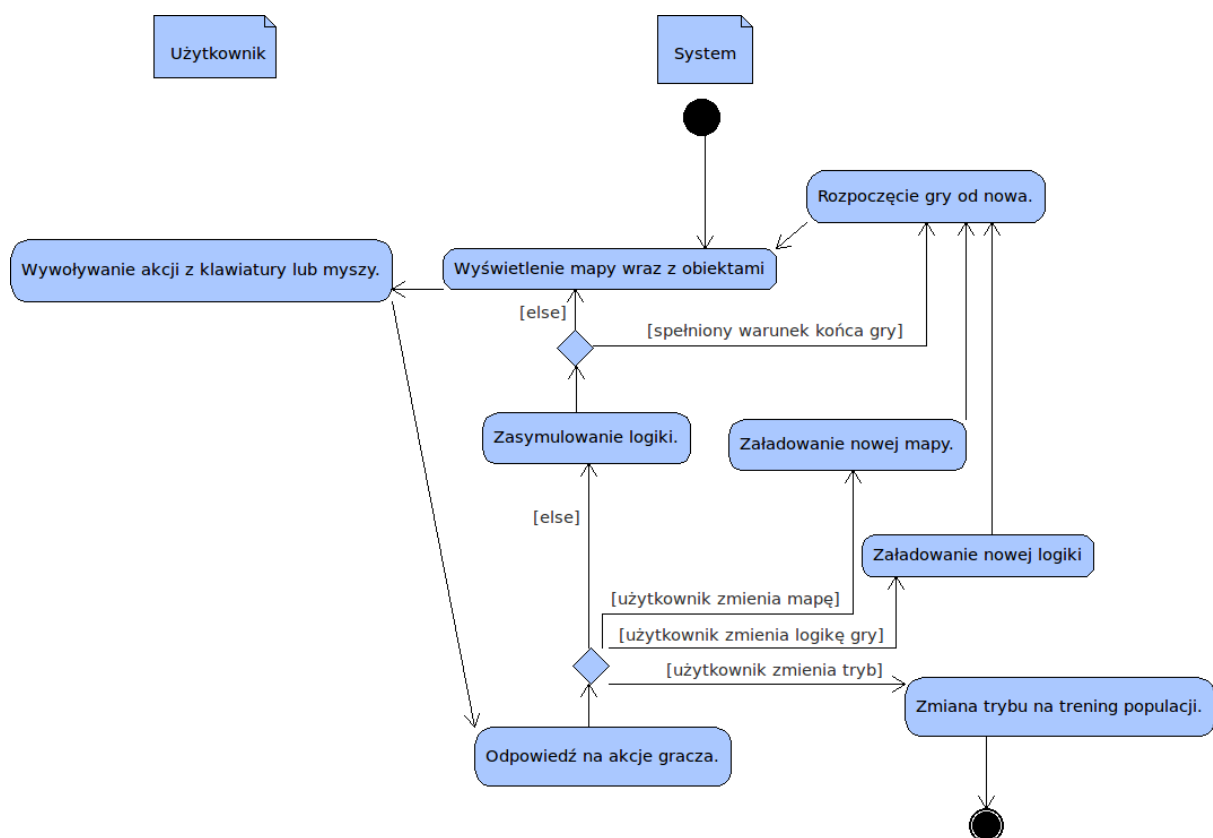 Użytkownik
System
Rozpoczęcie gry od nowa.
Wywoływanie akcji z klawiatury lub myszy.
Wyświetlenie mapy wraz z obiektami
[else]
[spełniony warunek końca gry]
Zasymulowanie logiki.
Załadowanie nowej mapy.
[else]
Załadowanie nowej logiki
[użytkownik zmienia mapę]
[użytkownik zmienia logikę gry]
[użytkownik zmienia tryb]
Zmiana trybu na trening populacji.
Odpowiedź na akcje gracza.